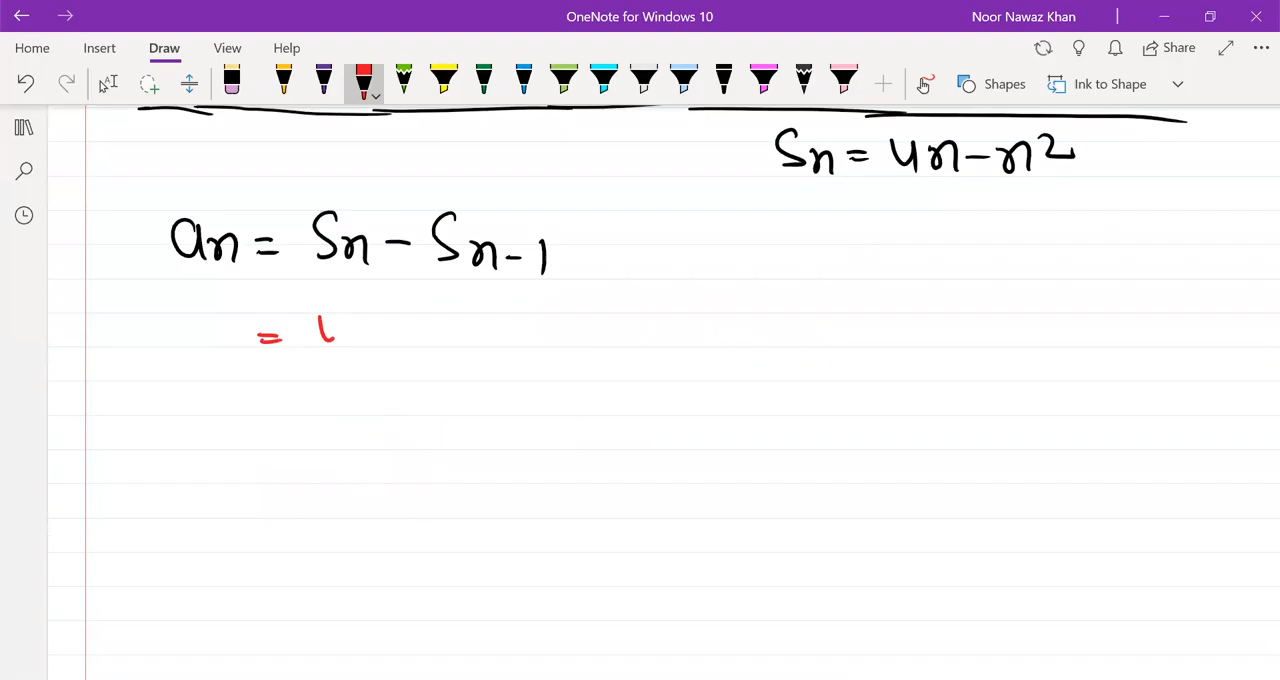 OneNote for Windows 10
Noor Nawaz Khan
Home Insert Draw View Help
Share
Shapes
Ink to Shape
Sn = 4n - n2
an = Sn - Sn-1
=